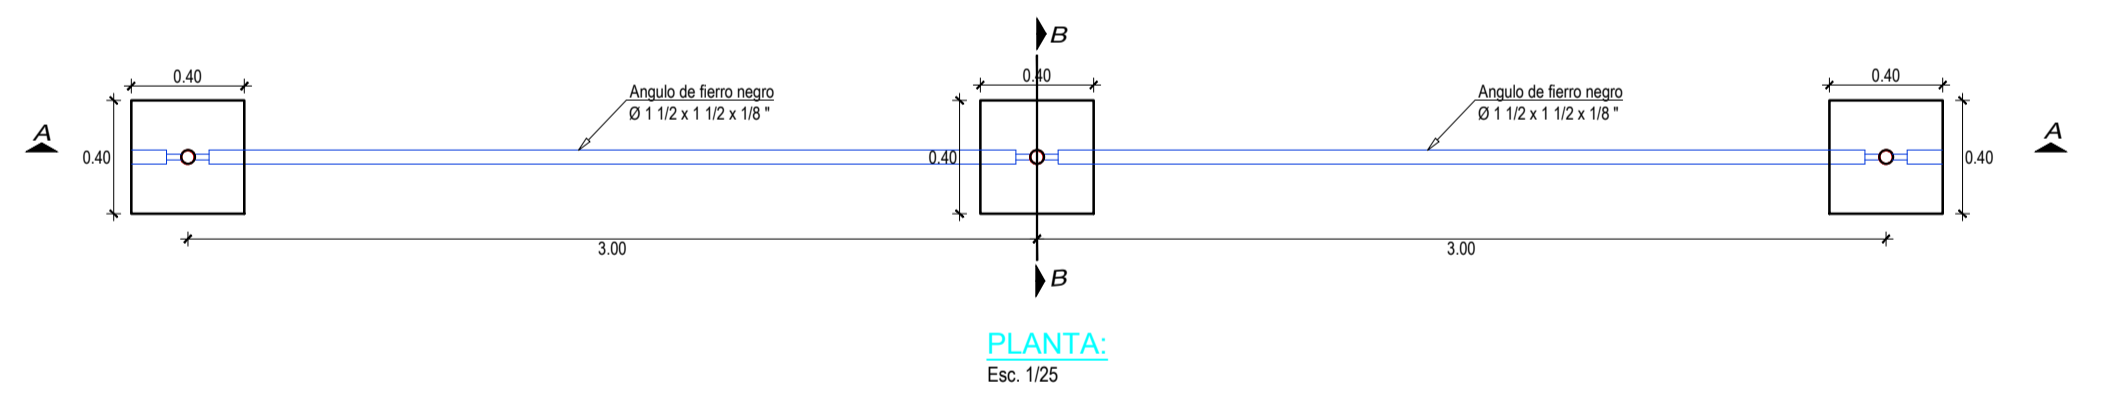 B
0.40
0.40
0.40
Angulo de fierro negro
Ø 1 1/2 x 1 1/2 x 1/8 "
Angulo de fierro negro
Ø 1 1/2 x 1 1/2 x 1/8 "
A
A
0.40
0.40
0.40
3.00
3.00
B
PLANTA:
Esc. 1/25